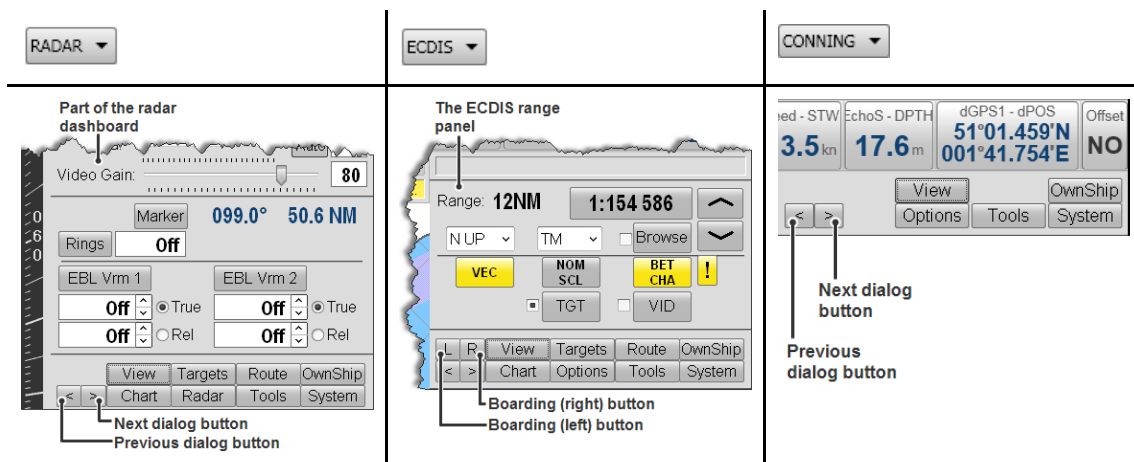 RADAR
ECDIS
CONNING
Part of the radar
dashboard
Video Gain:
80
Marker 099.0° 50.6 NM
Rings Off
EBL Vrm 1 EBL Vrm 2
Off True Off True
Off Rel Off Rel
View Targets Route OwnShip
< > Chart Radar Tools System
Next dialog button
Previous dialog button
The ECDIS range
panel
Range: 12NM 1:154 586
N UP TM Browse
VEC NOM SCL BET CHA !
TGT VID
L R View Targets Route OwnShip
< > Chart Options Tools System
Boarding (right) button
Boarding (left) button
eed - STW EchoS - DPTH dGPS1 - dPOS Offset
3.5 kn 17.6 m 51°01.459'N NO
001°41.754'E
View OwnShip
< > Options Tools System
Next dialog
button
Previous
dialog button